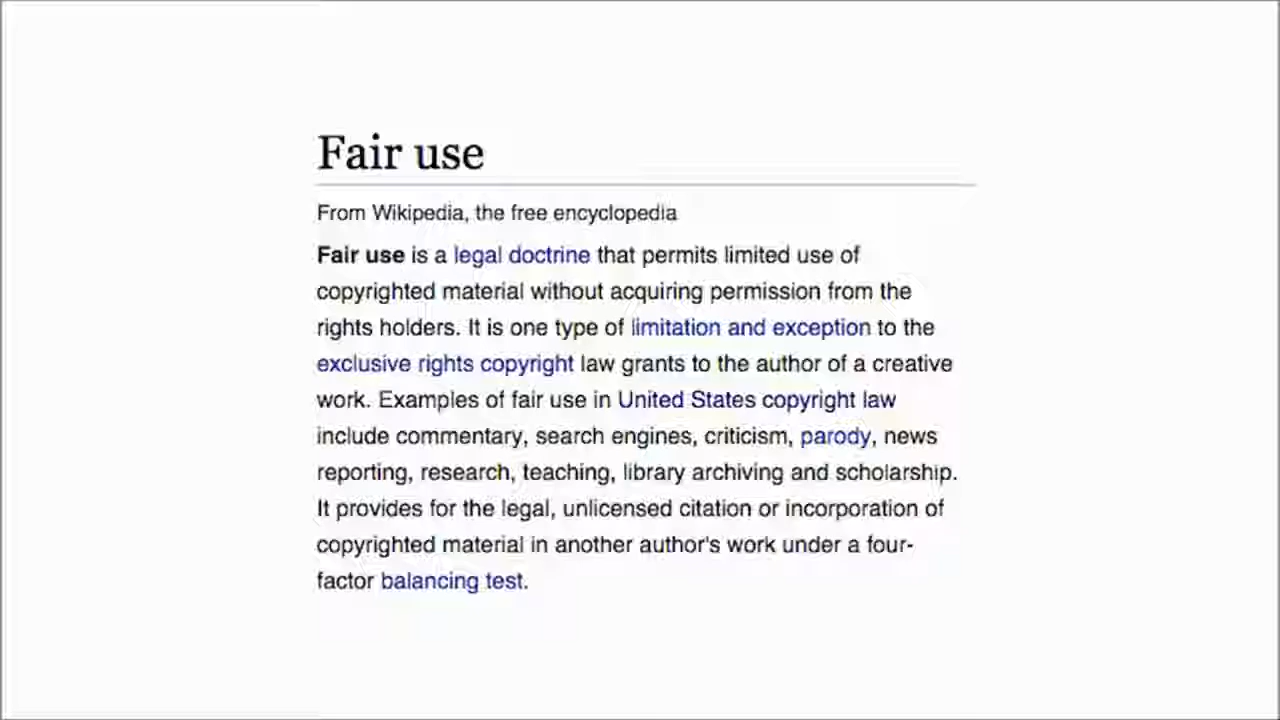 Fair use
From Wikipedia, the free encyclopedia
Fair use is a legal doctrine that permits limited use of
copyrighted material without acquiring permission from the
rights holders. It is one type of limitation and exception to the
exclusive rights copyright law grants to the author of a creative
work. Examples of fair use in United States copyright law
include commentary, search engines, criticism, parody, news
reporting, research, teaching, library archiving and scholarship.
It provides for the legal, unlicensed citation or incorporation of
copyrighted material in another author's work under a four-
factor balancing test.